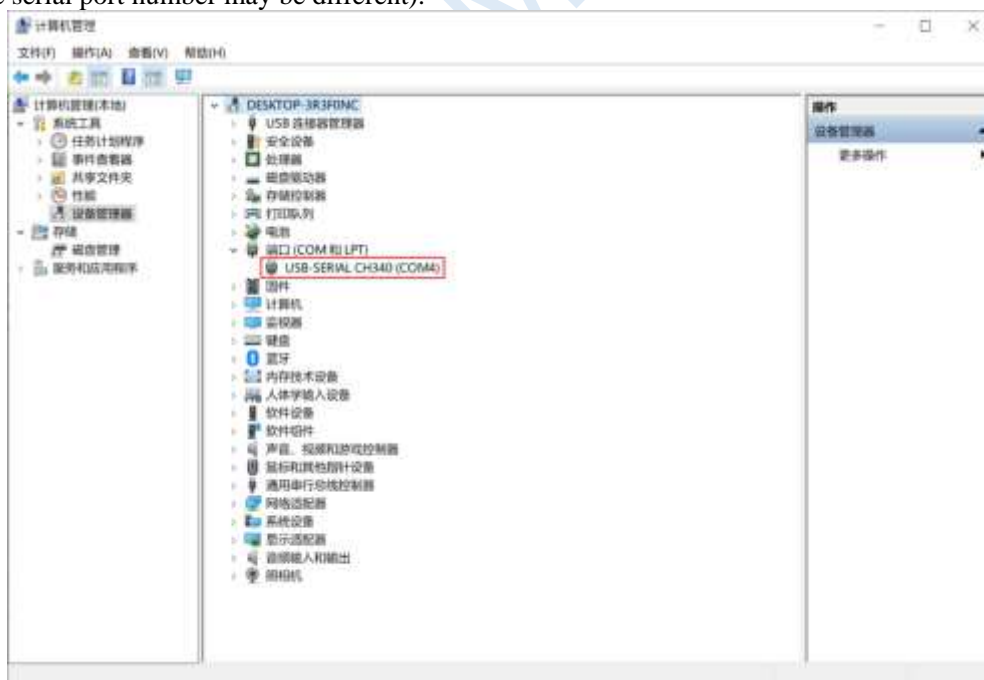 serial port number may be different).
计算机管理
文件(F) 操作(A) 查看(V) 帮助(H)
计算机管理(本地)
系统工具
任务计划程序
事件查看器
共享文件夹
性能
设备管理器
存储
磁盘管理
服务和应用程序
DESKTOP-3R3F0NC
USB 连接器管理器
安全设备
处理器
磁盘驱动器
存储控制器
打印队列
电池
端口 (COM 和 LPT)
USB-SERIAL CH340 (COM4)
固件
计算机
监视器
键盘
蓝牙
内存技术设备
人体学输入设备
软件设备
软件组件
声音、视频和游戏控制器
鼠标和其他指针设备
通用串行总线控制器
网络适配器
系统设备
显示适配器
音频输入和输出
照相机
操作
设备管理器
更多操作